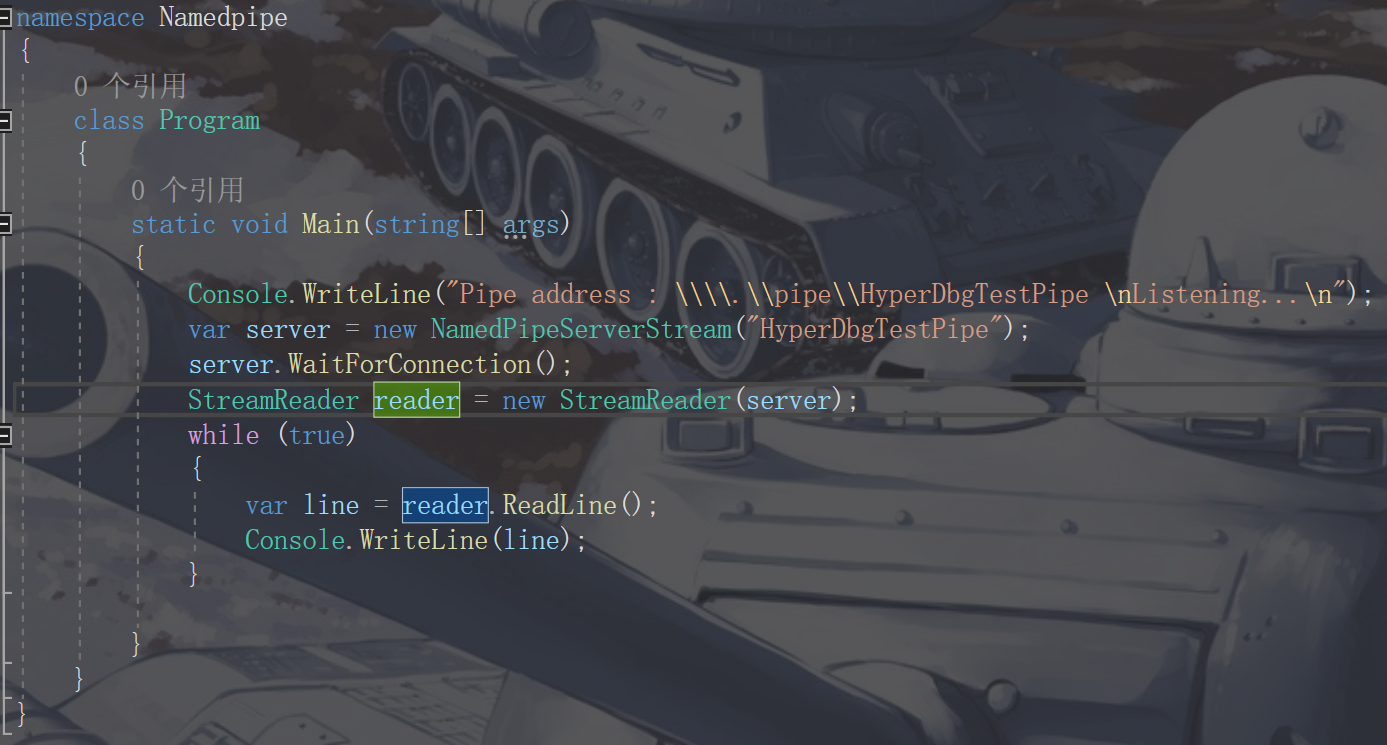 namespace Namedpipe
{
0 个引用
class Program
{
0 个引用
static void Main(string[] args)
{
Console.WriteLine("Pipe address : \\\\.\\pipe\\HyperDbgTestPipe \nListening...\n");
var server = new NamedPipeServerStream("HyperDbgTestPipe");
server.WaitForConnection();
StreamReader reader = new StreamReader(server);
while (true)
{
var line = reader.ReadLine();
Console.WriteLine(line);
}
}
}
}